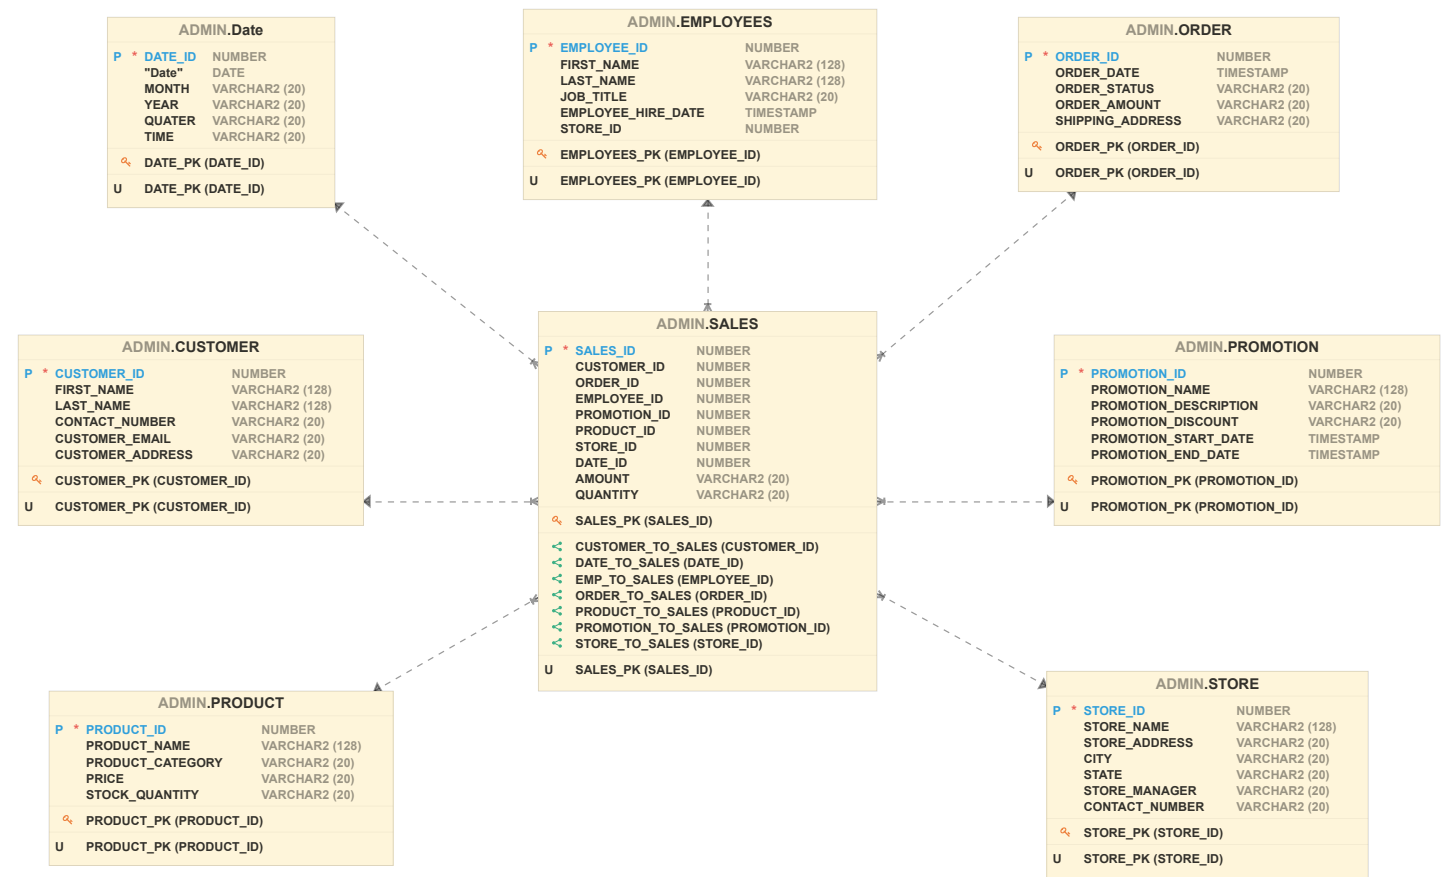 ADMIN.Date
P * DATE_ID NUMBER
"Date" DATE
MONTH VARCHAR2 (20)
YEAR VARCHAR2 (20)
QUATER VARCHAR2 (20)
TIME VARCHAR2 (20)
DATE_PK (DATE_ID)
U DATE_PK (DATE_ID)
ADMIN.EMPLOYEES
P * EMPLOYEE_ID NUMBER
FIRST_NAME VARCHAR2 (128)
LAST_NAME VARCHAR2 (128)
JOB_TITLE VARCHAR2 (20)
EMPLOYEE_HIRE_DATE TIMESTAMP
STORE_ID NUMBER
EMPLOYEES_PK (EMPLOYEE_ID)
U EMPLOYEES_PK (EMPLOYEE_ID)
ADMIN.ORDER
P * ORDER_ID NUMBER
ORDER_DATE TIMESTAMP
ORDER_STATUS VARCHAR2 (20)
ORDER_AMOUNT VARCHAR2 (20)
SHIPPING_ADDRESS VARCHAR2 (20)
ORDER_PK (ORDER_ID)
U ORDER_PK (ORDER_ID)
ADMIN.CUSTOMER
P * CUSTOMER_ID NUMBER
FIRST_NAME VARCHAR2 (128)
LAST_NAME VARCHAR2 (128)
CONTACT_NUMBER VARCHAR2 (20)
CUSTOMER_EMAIL VARCHAR2 (20)
CUSTOMER_ADDRESS VARCHAR2 (20)
CUSTOMER_PK (CUSTOMER_ID)
U CUSTOMER_PK (CUSTOMER_ID)
ADMIN.SALES
P * SALES_ID NUMBER
CUSTOMER_ID NUMBER
ORDER_ID NUMBER
EMPLOYEE_ID NUMBER
PROMOTION_ID NUMBER
PRODUCT_ID NUMBER
STORE_ID NUMBER
DATE_ID NUMBER
AMOUNT VARCHAR2 (20)
QUANTITY VARCHAR2 (20)
SALES_PK (SALES_ID)
CUSTOMER_TO_SALES (CUSTOMER_ID)
DATE_TO_SALES (DATE_ID)
EMP_TO_SALES (EMPLOYEE_ID)
ORDER_TO_SALES (ORDER_ID)
PRODUCT_TO_SALES (PRODUCT_ID)
PROMOTION_TO_SALES (PROMOTION_ID)
STORE_TO_SALES (STORE_ID)
U SALES_PK (SALES_ID)
ADMIN.PROMOTION
P * PROMOTION_ID NUMBER
PROMOTION_NAME VARCHAR2 (128)
PROMOTION_DESCRIPTION VARCHAR2 (20)
PROMOTION_DISCOUNT VARCHAR2 (20)
PROMOTION_START_DATE TIMESTAMP
PROMOTION_END_DATE TIMESTAMP
PROMOTION_PK (PROMOTION_ID)
U PROMOTION_PK (PROMOTION_ID)
ADMIN.PRODUCT
P * PRODUCT_ID NUMBER
PRODUCT_NAME VARCHAR2 (128)
PRODUCT_CATEGORY VARCHAR2 (20)
PRICE VARCHAR2 (20)
STOCK_QUANTITY VARCHAR2 (20)
PRODUCT_PK (PRODUCT_ID)
U PRODUCT_PK (PRODUCT_ID)
ADMIN.STORE
P * STORE_ID NUMBER
STORE_NAME VARCHAR2 (128)
STORE_ADDRESS VARCHAR2 (20)
CITY VARCHAR2 (20)
STATE VARCHAR2 (20)
STORE_MANAGER VARCHAR2 (20)
CONTACT_NUMBER VARCHAR2 (20)
STORE_PK (STORE_ID)
U STORE_PK (STORE_ID)